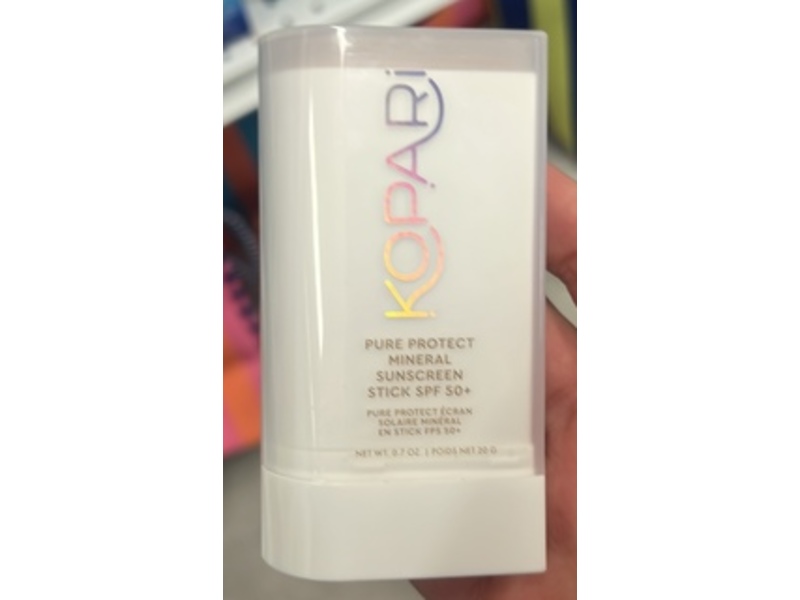 KOPARi
PURE PROTECT
MINERAL
SUNSCREEN
STICK SPF 50+
PURE PROTECT ÉCRAN
SOLAIRE MINÉRAL
EN STICK FPS 50+
NET WT. 0.7 OZ. | POIDS NET 20 G